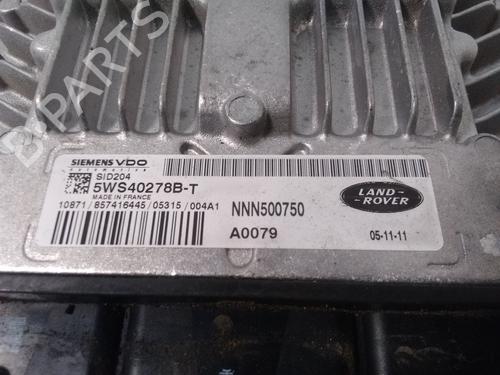 B-PARTS
SIEMENS VDO
Automotive
SID204
5WS40278B-T
MADE IN FRANCE
10871/857416445/05315/004A1
NNN500750
A0079
LAND-
-ROVER
05-11-11